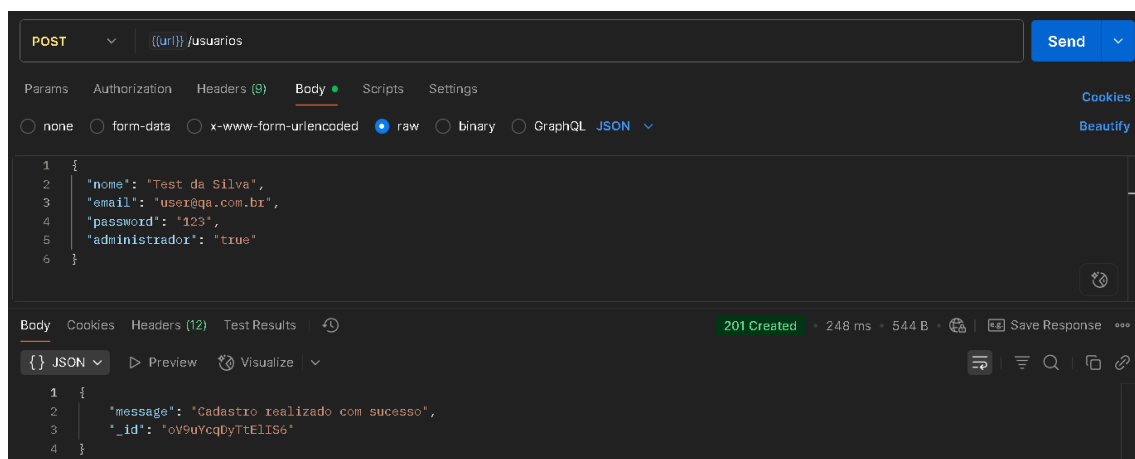 POST {{url}}/usuarios Send
Params Authorization Headers (9) Body Scripts Settings Cookies
none form-data x-www-form-urlencoded raw binary GraphQL JSON Beautify
1 {
2 "nome": "Test da Silva",
3 "email": "user@qa.com.br",
4 "password": "123",
5 "administrador": "true"
6 }
Body Cookies Headers (12) Test Results 201 Created 248 ms 544 B e.g. Save Response
{} JSON Preview Visualize
1 {
2 "message": "Cadastro realizado com sucesso",
3 "_id": "oV9uYcqDyTtElIS6"
4 }